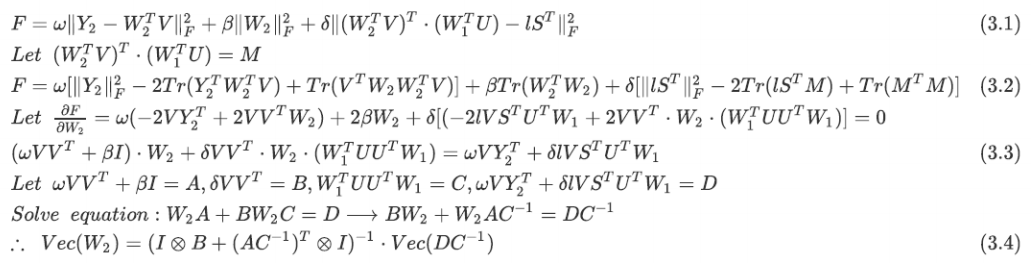 F = ω‖Y₂ − W₂ᵀV‖²_F + β‖W₂‖²_F + δ‖(W₂ᵀV)ᵀ · (W₁ᵀU) − lSᵀ‖²_F (3.1)
Let (W₂ᵀV)ᵀ · (W₁ᵀU) = M
F = ω[‖Y₂‖²_F − 2Tr(Y₂ᵀW₂ᵀV) + Tr(VᵀW₂W₂ᵀV)] + βTr(W₂ᵀW₂) + δ[‖lSᵀ‖²_F − 2Tr(lSᵀM) + Tr(MᵀM)] (3.2)
Let ∂F/∂W₂ = ω(−2VY₂ᵀ + 2VVᵀW₂) + 2βW₂ + δ[(−2lVSᵀUᵀW₁ + 2VVᵀ · W₂ · (W₁ᵀUUᵀW₁)] = 0
(ωVVᵀ + βI) · W₂ + δVVᵀ · W₂ · (W₁ᵀUUᵀW₁) = ωVY₂ᵀ + δlVSᵀUᵀW₁ (3.3)
Let ωVVᵀ + βI = A, δVVᵀ = B, W₁ᵀUUᵀW₁ = C, ωVY₂ᵀ + δlVSᵀUᵀW₁ = D
Solve equation : W₂A + BW₂C = D ⟶ BW₂ + W₂AC⁻¹ = DC⁻¹
∴ Vec(W₂) = (I ⊗ B + (AC⁻¹)ᵀ ⊗ I)⁻¹ · Vec(DC⁻¹) (3.4)